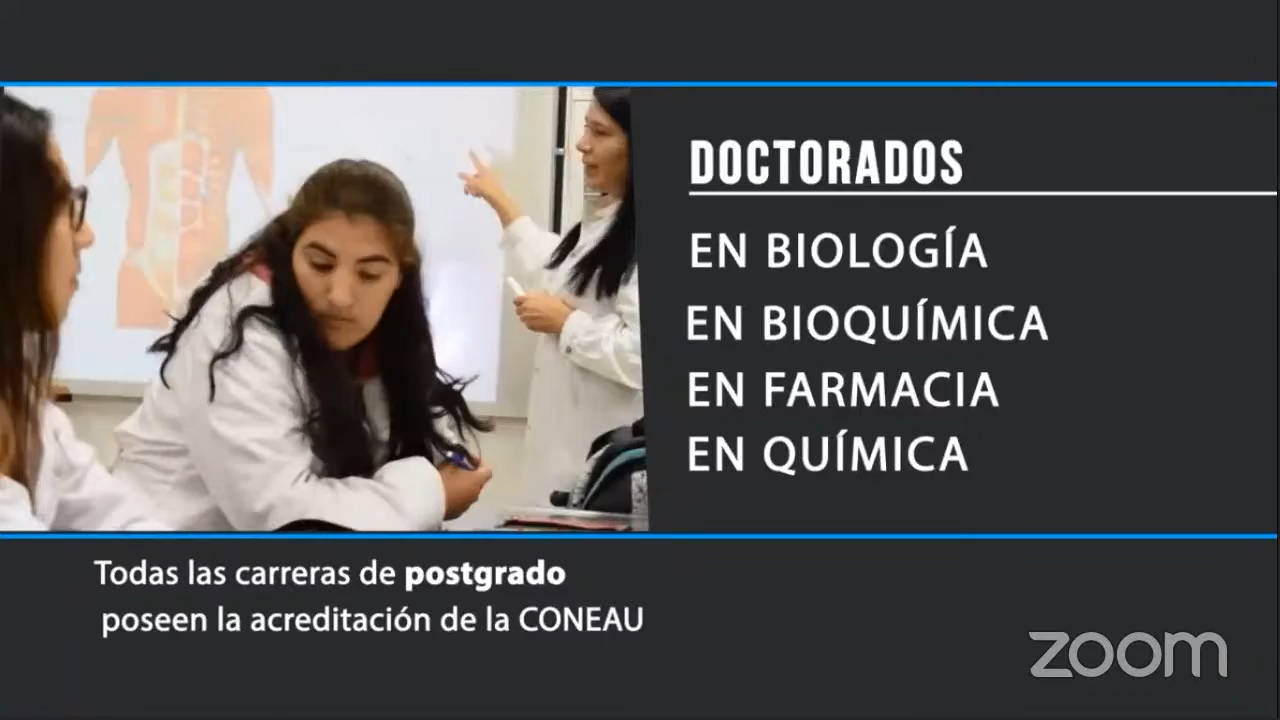 DOCTORADOS
EN BIOLOGÍA
EN BIOQUÍMICA
EN FARMACIA
EN QUÍMICA
Todas las carreras de postgrado
poseen la acreditación de la CONEAU
zoom